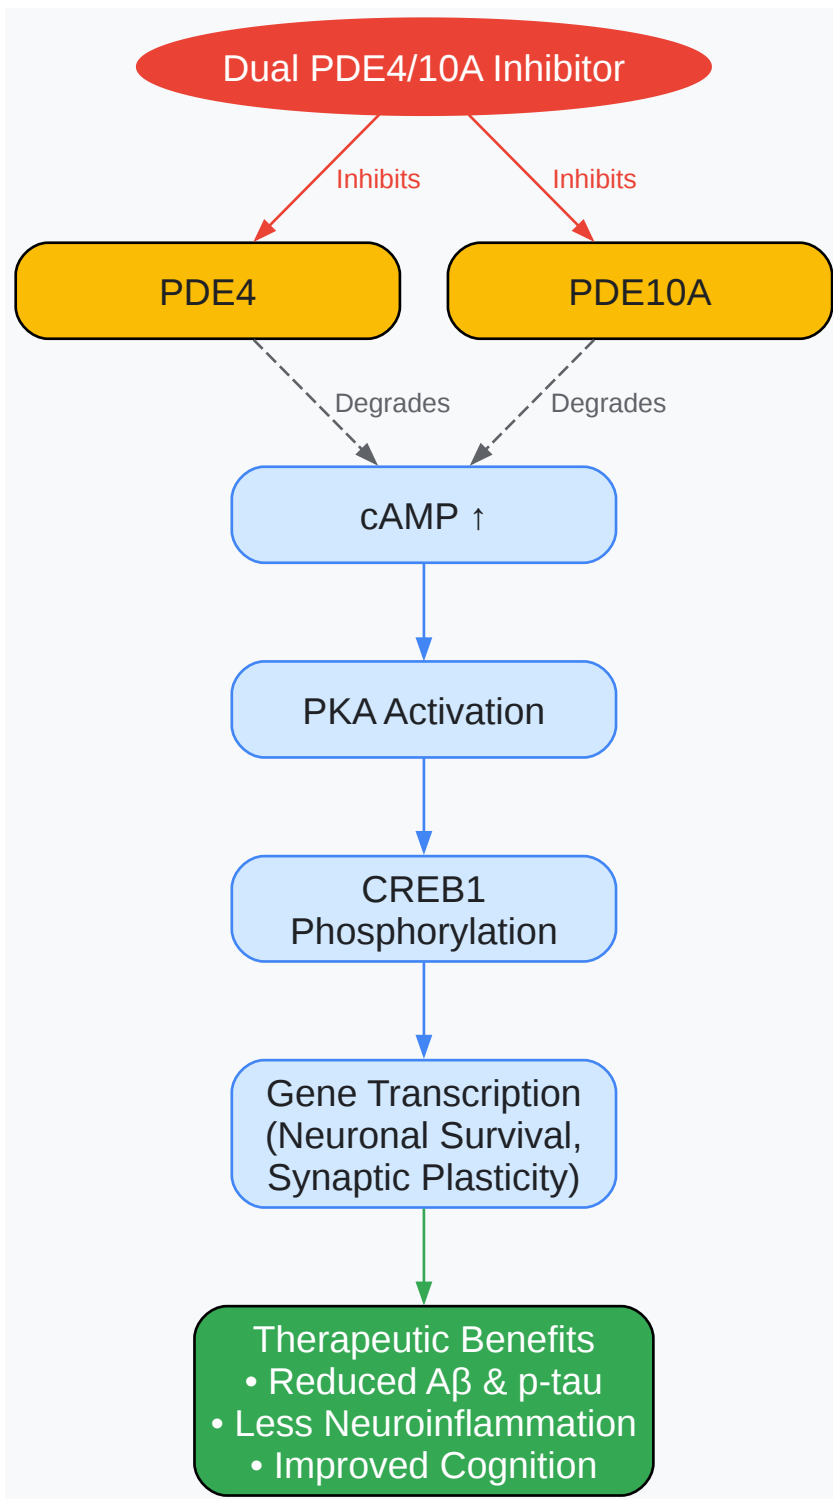 Dual PDE4/10A Inhibitor
Inhibits
Inhibits
PDE4
PDE10A
Degrades
Degrades
cAMP ↑
PKA Activation
CREB1
Phosphorylation
Gene Transcription
(Neuronal Survival,
Synaptic Plasticity)
Therapeutic Benefits
• Reduced Aβ & p-tau
• Less Neuroinflammation
• Improved Cognition